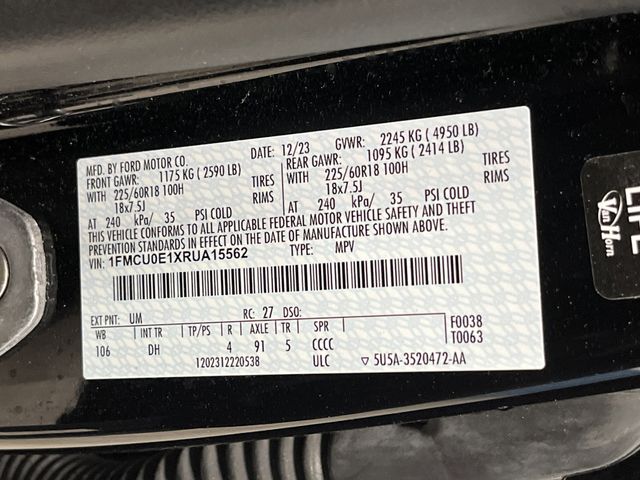 MFD. BY FORD MOTOR CO. DATE: 12/23 GVWR: 2245 KG ( 4950 LB)
FRONT GAWR: 1175 KG ( 2590 LB) REAR GAWR: 1095 KG ( 2414 LB)
WITH 225/60R18 100H TIRES WITH 225/60R18 100H TIRES
18x7.5J RIMS 18x7.5J RIMS
AT 240 kPa/ 35 PSI COLD AT 240 kPa/ 35 PSI COLD
THIS VEHICLE CONFORMS TO ALL APPLICABLE FEDERAL MOTOR VEHICLE SAFETY AND THEFT
PREVENTION STANDARDS IN EFFECT ON THE DATE OF MANUFACTURE SHOWN ABOVE.
VIN: 1FMCU0E1XRUA15562 TYPE: MPV
EXT PNT: UM RC: 27 DSO: F0038
WB INT TR TP/PS R AXLE TR SPR T0063
106 DH 4 91 5 CCCC
1202312220538 ULC ▽ 5U5A-3520472-AA
LIFE
Van Horn